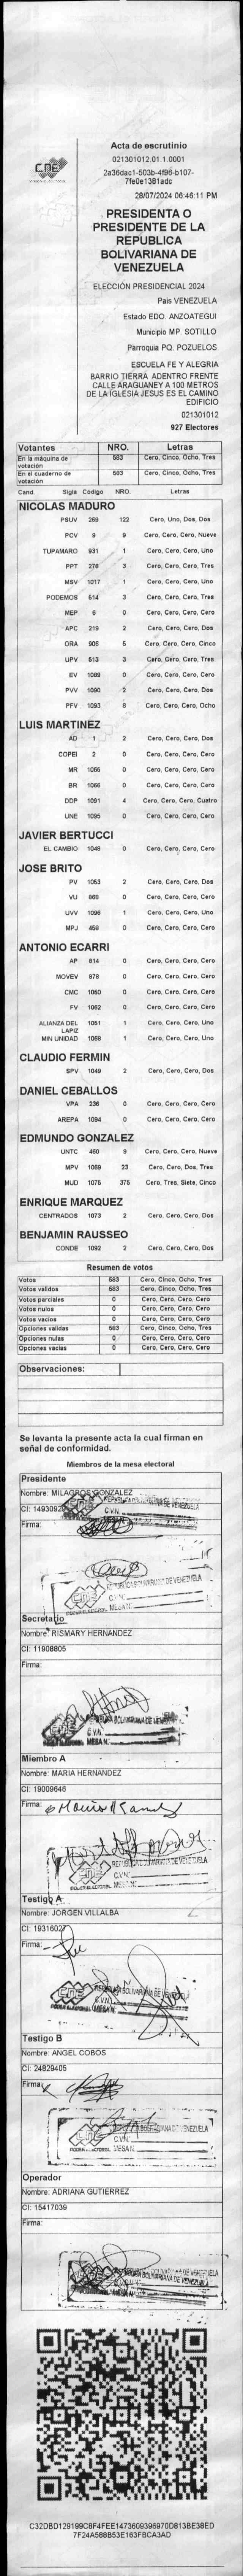 Acta de escrutinio
021301012.01.1.0001
2a36dac1-503b-4f96-b107-
7fe0e1381adc
28/07/2024 06:46:11 PM
PRESIDENTA O
PRESIDENTE DE LA
REPUBLICA
BOLIVARIANA DE
VENEZUELA
ELECCIÓN PRESIDENCIAL 2024
Pais VENEZUELA
Estado EDO. ANZOATEGUI
Municipio MP. SOTILLO
Parroquia PQ. POZUELOS
ESCUELA FE Y ALEGRIA
BARRIO TIERRA ADENTRO FRENTE
CALLE ARAGUANEY A 100 METROS
DE LA IGLESIA JESUS ES EL CAMINO
EDIFICIO
021301012
927 Electores
Votantes NRO. Letras
En la máquina de votación 583 Cero, Cinco, Ocho, Tres
En el cuaderno de votación 583 Cero, Cinco, Ocho, Tres
Cand. Sigla Código NRO. Letras
NICOLAS MADURO
PSUV 269 122 Cero, Uno, Dos, Dos
PCV 9 9 Cero, Cero, Cero, Nueve
TUPAMARO 931 1 Cero, Cero, Cero, Uno
PPT 276 3 Cero, Cero, Cero, Tres
MSV 1017 1 Cero, Cero, Cero, Uno
PODEMOS 514 3 Cero, Cero, Cero, Tres
MEP 6 0 Cero, Cero, Cero, Cero
APC 219 2 Cero, Cero, Cero, Dos
ORA 906 5 Cero, Cero, Cero, Cinco
UPV 513 3 Cero, Cero, Cero, Tres
EV 1089 0 Cero, Cero, Cero, Cero
PVV 1090 2 Cero, Cero, Cero, Dos
PFV 1093 8 Cero, Cero, Cero, Ocho
LUIS MARTINEZ
AD 1 2 Cero, Cero, Cero, Dos
COPEI 2 0 Cero, Cero, Cero, Cero
MR 1065 0 Cero, Cero, Cero, Cero
BR 1066 0 Cero, Cero, Cero, Cero
DDP 1091 4 Cero, Cero, Cero, Cuatro
UNE 1095 0 Cero, Cero, Cero, Cero
JAVIER BERTUCCI
EL CAMBIO 1048 0 Cero, Cero, Cero, Cero
JOSE BRITO
PV 1053 2 Cero, Cero, Cero, Dos
VU 868 0 Cero, Cero, Cero, Cero
UVV 1096 1 Cero, Cero, Cero, Uno
MPJ 458 0 Cero, Cero, Cero, Cero
ANTONIO ECARRI
AP 814 0 Cero, Cero, Cero, Cero
MOVEV 878 0 Cero, Cero, Cero, Cero
CMC 1050 0 Cero, Cero, Cero, Cero
FV 1062 0 Cero, Cero, Cero, Cero
ALIANZA DEL LAPIZ 1051 1 Cero, Cero, Cero, Uno
MIN UNIDAD 1068 1 Cero, Cero, Cero, Uno
CLAUDIO FERMIN
SPV 1049 2 Cero, Cero, Cero, Dos
DANIEL CEBALLOS
VPA 236 0 Cero, Cero, Cero, Cero
AREPA 1094 0 Cero, Cero, Cero, Cero
EDMUNDO GONZALEZ
UNTC 460 9 Cero, Cero, Cero, Nueve
MPV 1069 23 Cero, Cero, Dos, Tres
MUD 1075 375 Cero, Tres, Siete, Cinco
ENRIQUE MARQUEZ
CENTRADOS 1073 2 Cero, Cero, Cero, Dos
BENJAMIN RAUSSEO
CONDE 1092 2 Cero, Cero, Cero, Dos
Resumen de votos
Votos 583 Cero, Cinco, Ocho, Tres
Votos validos 583 Cero, Cinco, Ocho, Tres
Votos parciales 0 Cero, Cero, Cero, Cero
Votos nulos 0 Cero, Cero, Cero, Cero
Votos vacios 0 Cero, Cero, Cero, Cero
Opciones validas 583 Cero, Cinco, Ocho, Tres
Opciones nulas 0 Cero, Cero, Cero, Cero
Opciones vacias 0 Cero, Cero, Cero, Cero
Observaciones:
Se levanta la presente acta la cual firman en
señal de conformidad.
Miembros de la mesa electoral
Presidente
Nombre: MILAGROS GONZALEZ
CI: 14930920
Firma:
REPUBLICA BOLIVARIANA DE VENEZUELA
Secretario
Nombre: RISMARY HERNANDEZ
CI: 11908805
Firma:
Miembro A
Nombre: MARIA HERNANDEZ
CI: 19009646
Firma:
REPUBLICA BOLIVARIANA DE VENEZUELA
Testigo A
Nombre: JORGEN VILLALBA
CI: 19316027
Firma:
Testigo B
Nombre: ANGEL COBOS
CI: 24829405
Firma:
Operador
Nombre: ADRIANA GUTIERREZ
CI: 15417039
Firma:
C32DBD129199C8F4FEE1473609396970D813BE38ED
7F24A588B53E163FBCA3AD